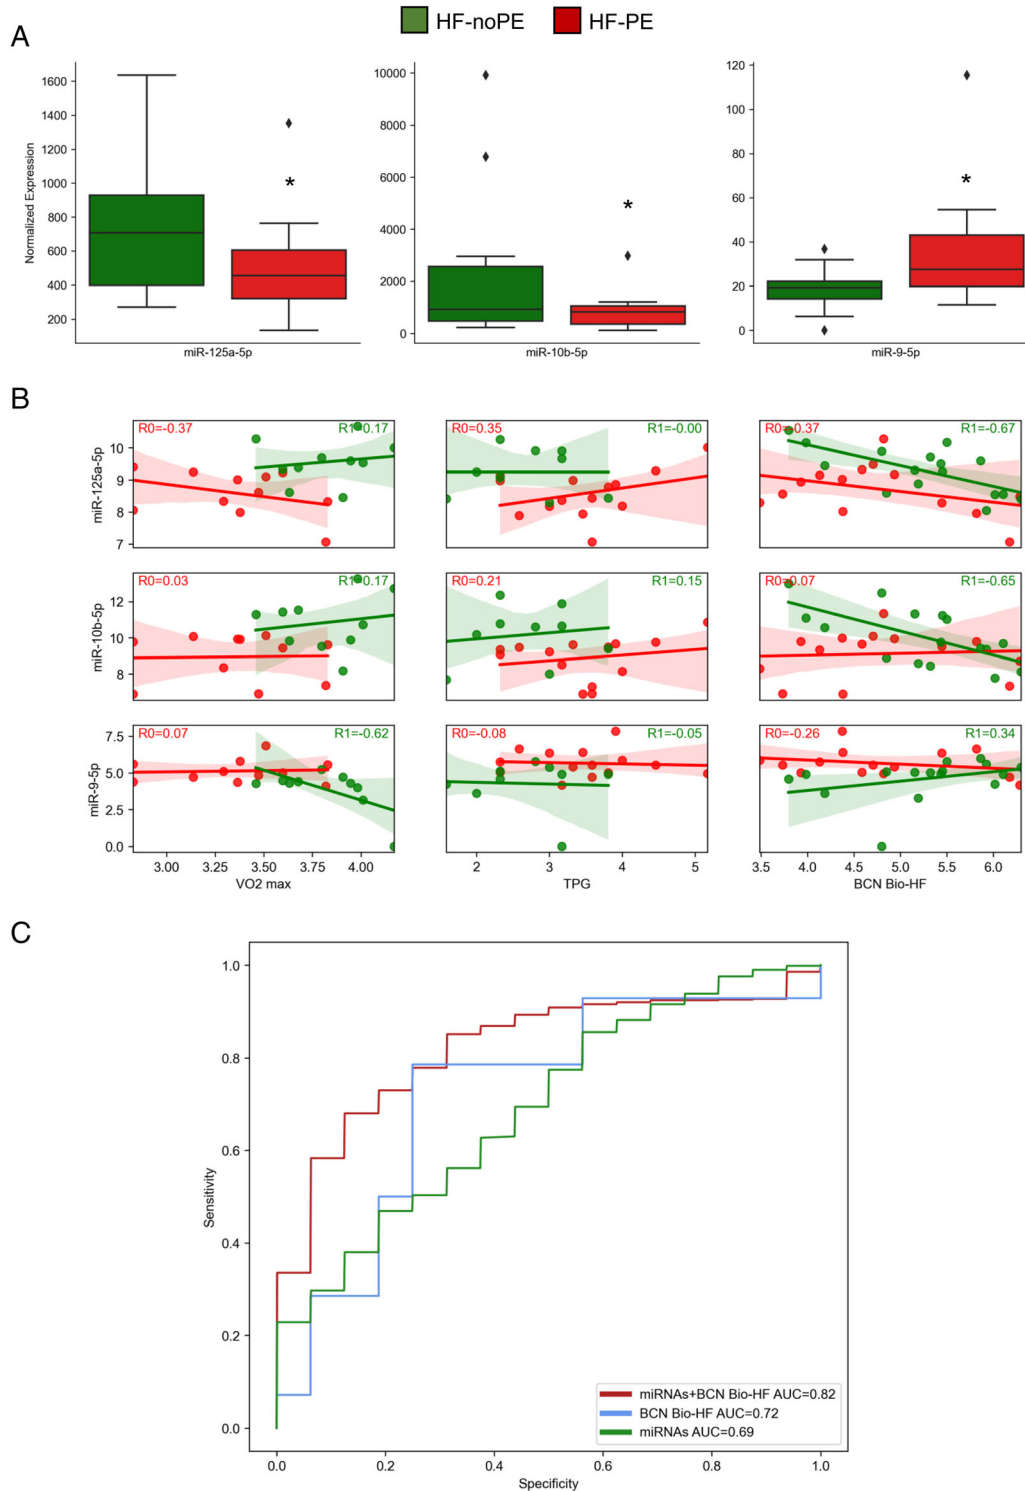 HF-noPE HF-PE
A
1600
1400
1200
1000
800
600
400
200
Normalized Expression
miR-125a-5p
*
10000
8000
6000
4000
2000
0
miR-10b-5p
*
120
100
80
60
40
20
0
miR-9-5p
*
B
R0=-0.37 R1=0.17
R0=0.35 R1=-0.00
R0=-0.37 R1=-0.67
10
9
8
7
miR-125a-5p
R0=0.03 R1=0.17
R0=0.21 R1=0.15
R0=0.07 R1=-0.65
12
10
8
miR-10b-5p
R0=0.07 R1=-0.62
R0=-0.08 R1=-0.05
R0=-0.26 R1=0.34
7.5
5.0
2.5
0.0
miR-9-5p
3.00 3.25 3.50 3.75 4.00
VO2 max
2 3 4 5
TPG
3.5 4.0 4.5 5.0 5.5 6.0
BCN Bio-HF
C
1.0
0.8
0.6
0.4
0.2
0.0
Sensitivity
miRNAs+BCN Bio-HF AUC=0.82
BCN Bio-HF AUC=0.72
miRNAs AUC=0.69
0.0 0.2 0.4 0.6 0.8 1.0
Specificity